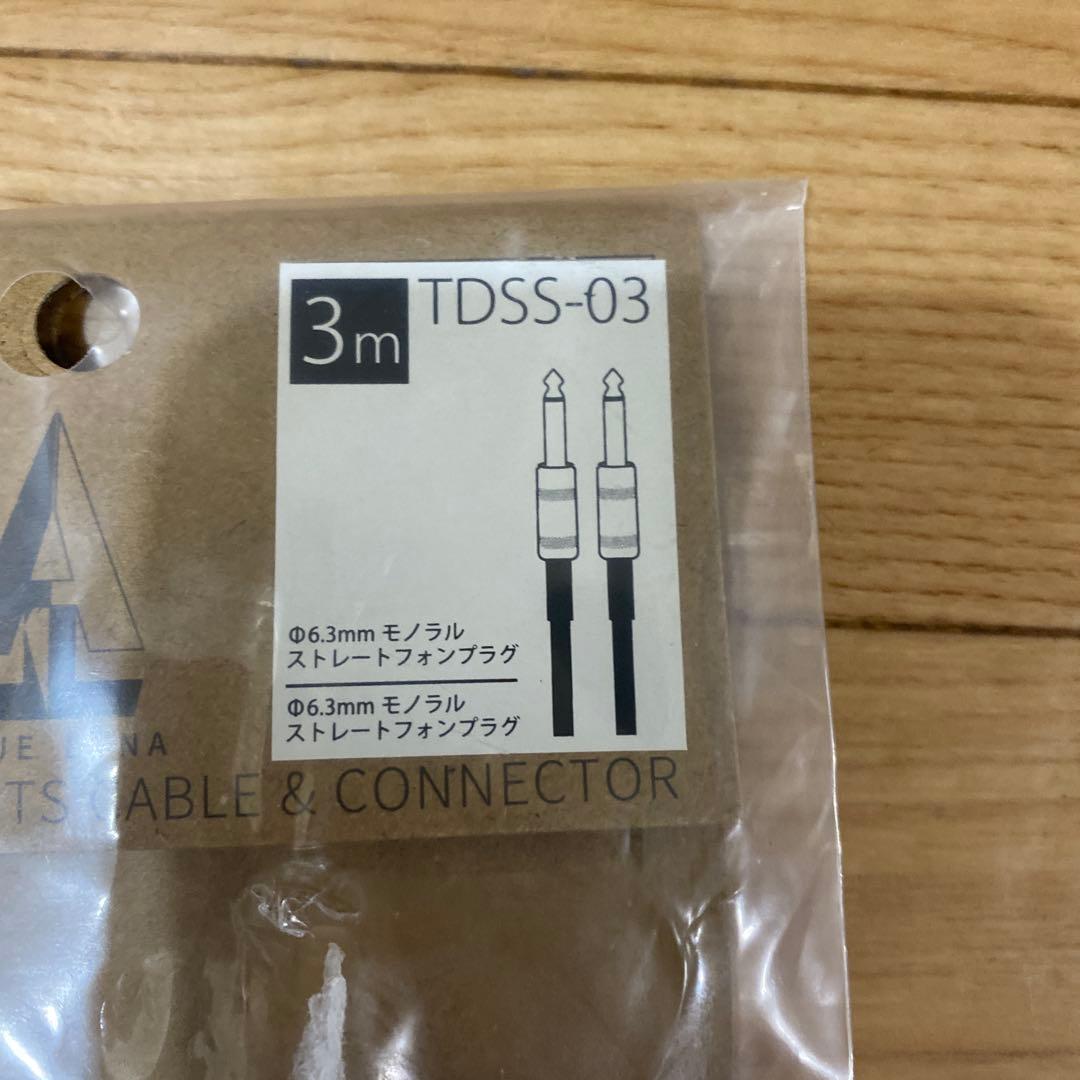 3m
TDSS-03
Φ6.3mm モノラル
ストレートフォンプラグ
Φ6.3mm モノラル
ストレートフォンプラグ
NA
TS CABLE & CONNECTOR